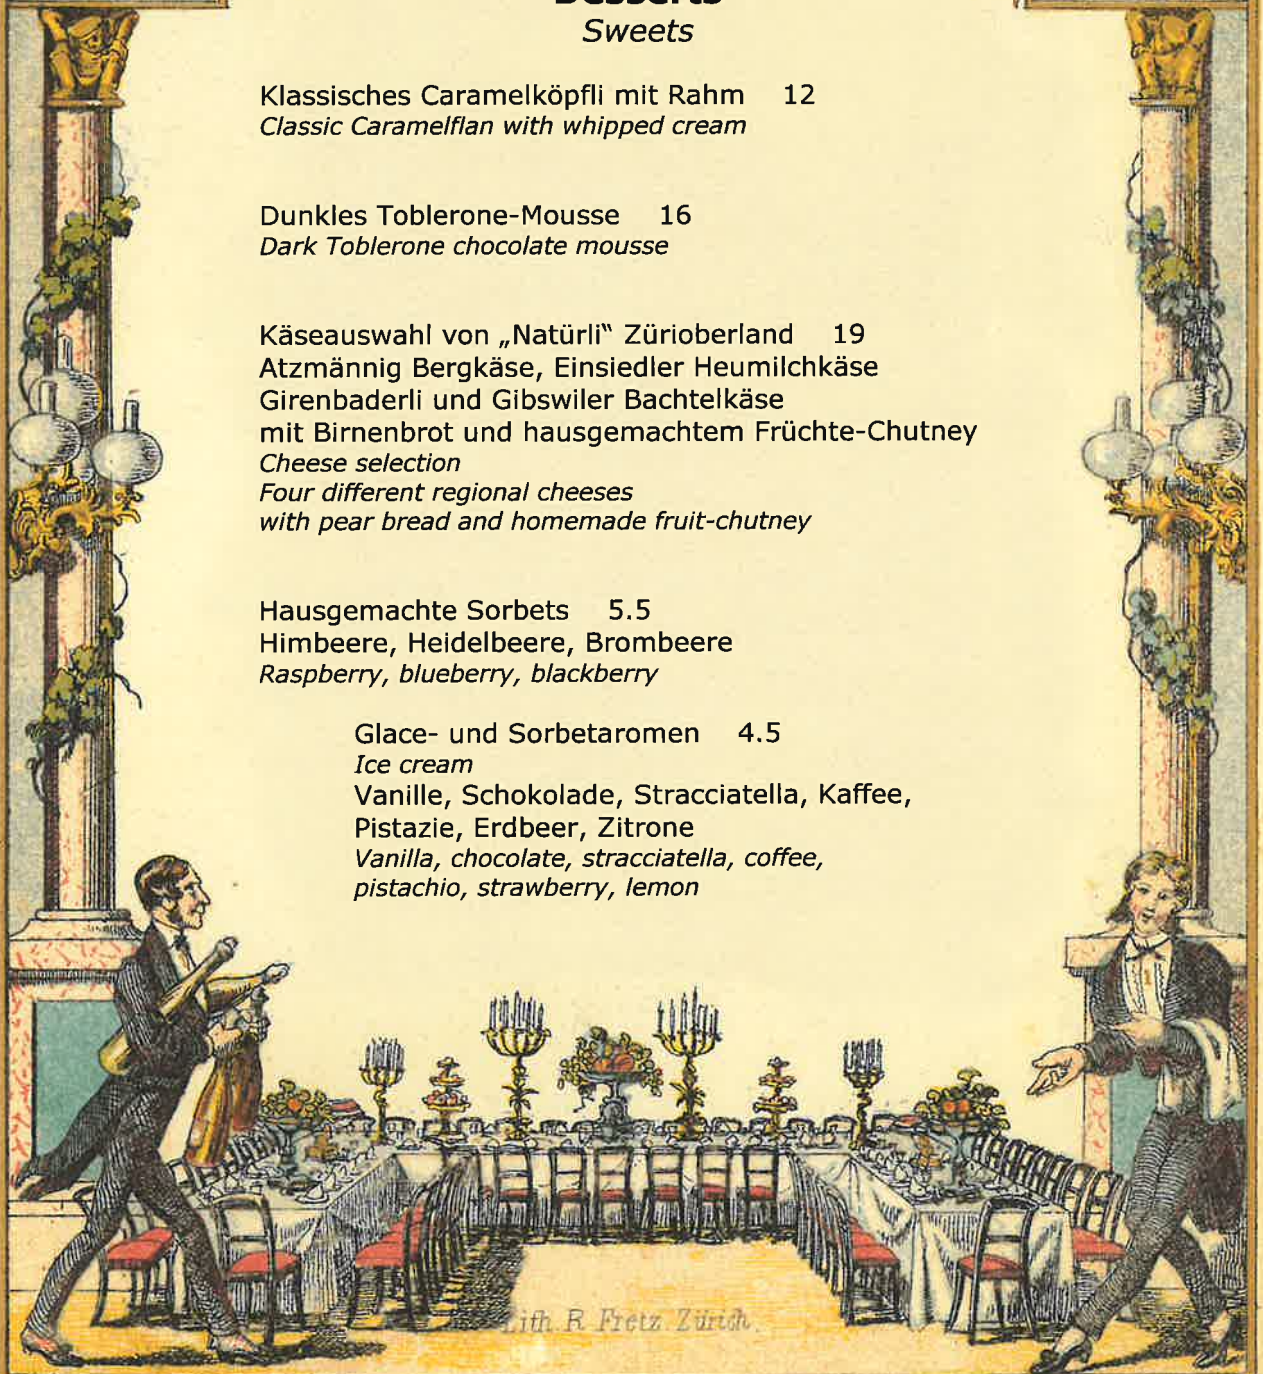 Desserts
Sweets
Klassisches Caramelköpfli mit Rahm 12
Classic Caramelflan with whipped cream
Dunkles Toblerone-Mousse 16
Dark Toblerone chocolate mousse
Käseauswahl von „Natürli“ Zürioberland 19
Atzmännig Bergkäse, Einsiedler Heumilchkäse
Girenbaderli und Gibswiler Bachtelkäse
mit Birnenbrot und hausgemachtem Früchte-Chutney
Cheese selection
Four different regional cheeses
with pear bread and homemade fruit-chutney
Hausgemachte Sorbets 5.5
Himbeere, Heidelbeere, Brombeere
Raspberry, blueberry, blackberry
Glace- und Sorbetaromen 4.5
Ice cream
Vanille, Schokolade, Stracciatella, Kaffee,
Pistazie, Erdbeer, Zitrone
Vanilla, chocolate, stracciatella, coffee,
pistachio, strawberry, lemon
Lith R Fretz Zürich.